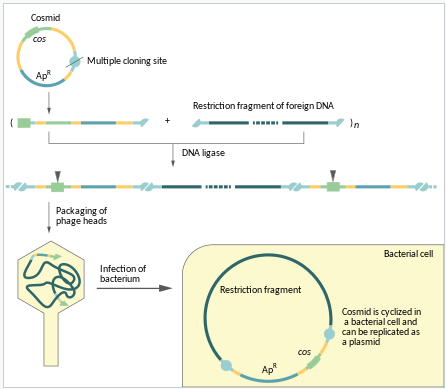 Cosmid
cos
Multiple cloning site
ApR
Restriction fragment of foreign DNA
( + )n
DNA ligase
Packaging of
phage heads
Infection of
bacterium
Bacterial cell
Restriction fragment
Cosmid is cyclized in
a bacterial cell and
can be replicated as
a plasmid
cos
ApR